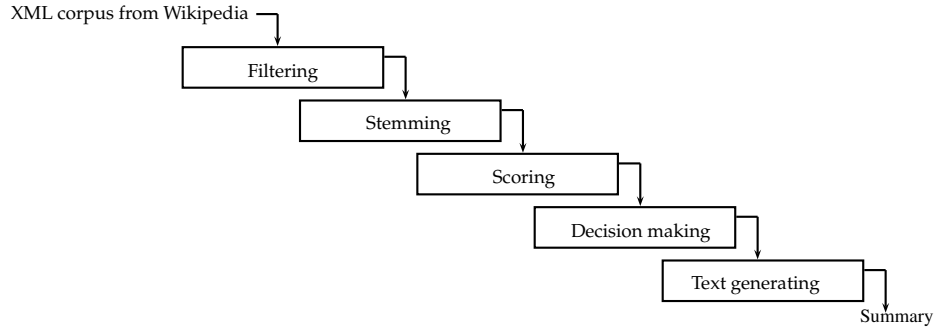 XML corpus from Wikipedia
Filtering
Stemming
Scoring
Decision making
Text generating
Summary